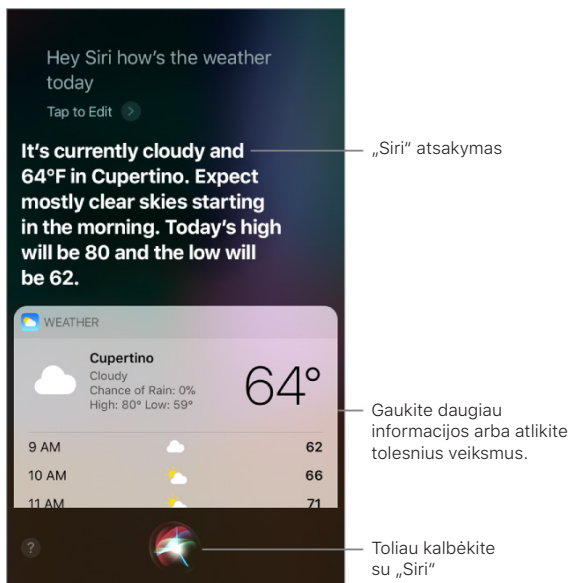 Hey Siri how's the weather
today
Tap to Edit
It's currently cloudy and
64°F in Cupertino. Expect
mostly clear skies starting
in the morning. Today's high
will be 80 and the low will
be 62.
WEATHER
Cupertino
Cloudy
Chance of Rain: 0%
High: 80° Low: 59°
64°
9 AM 62
10 AM 66
11 AM 71
?
„Siri“ atsakymas
Gaukite daugiau
informacijos arba atlikite
tolesnius veiksmus.
Toliau kalbėkite
su „Siri“